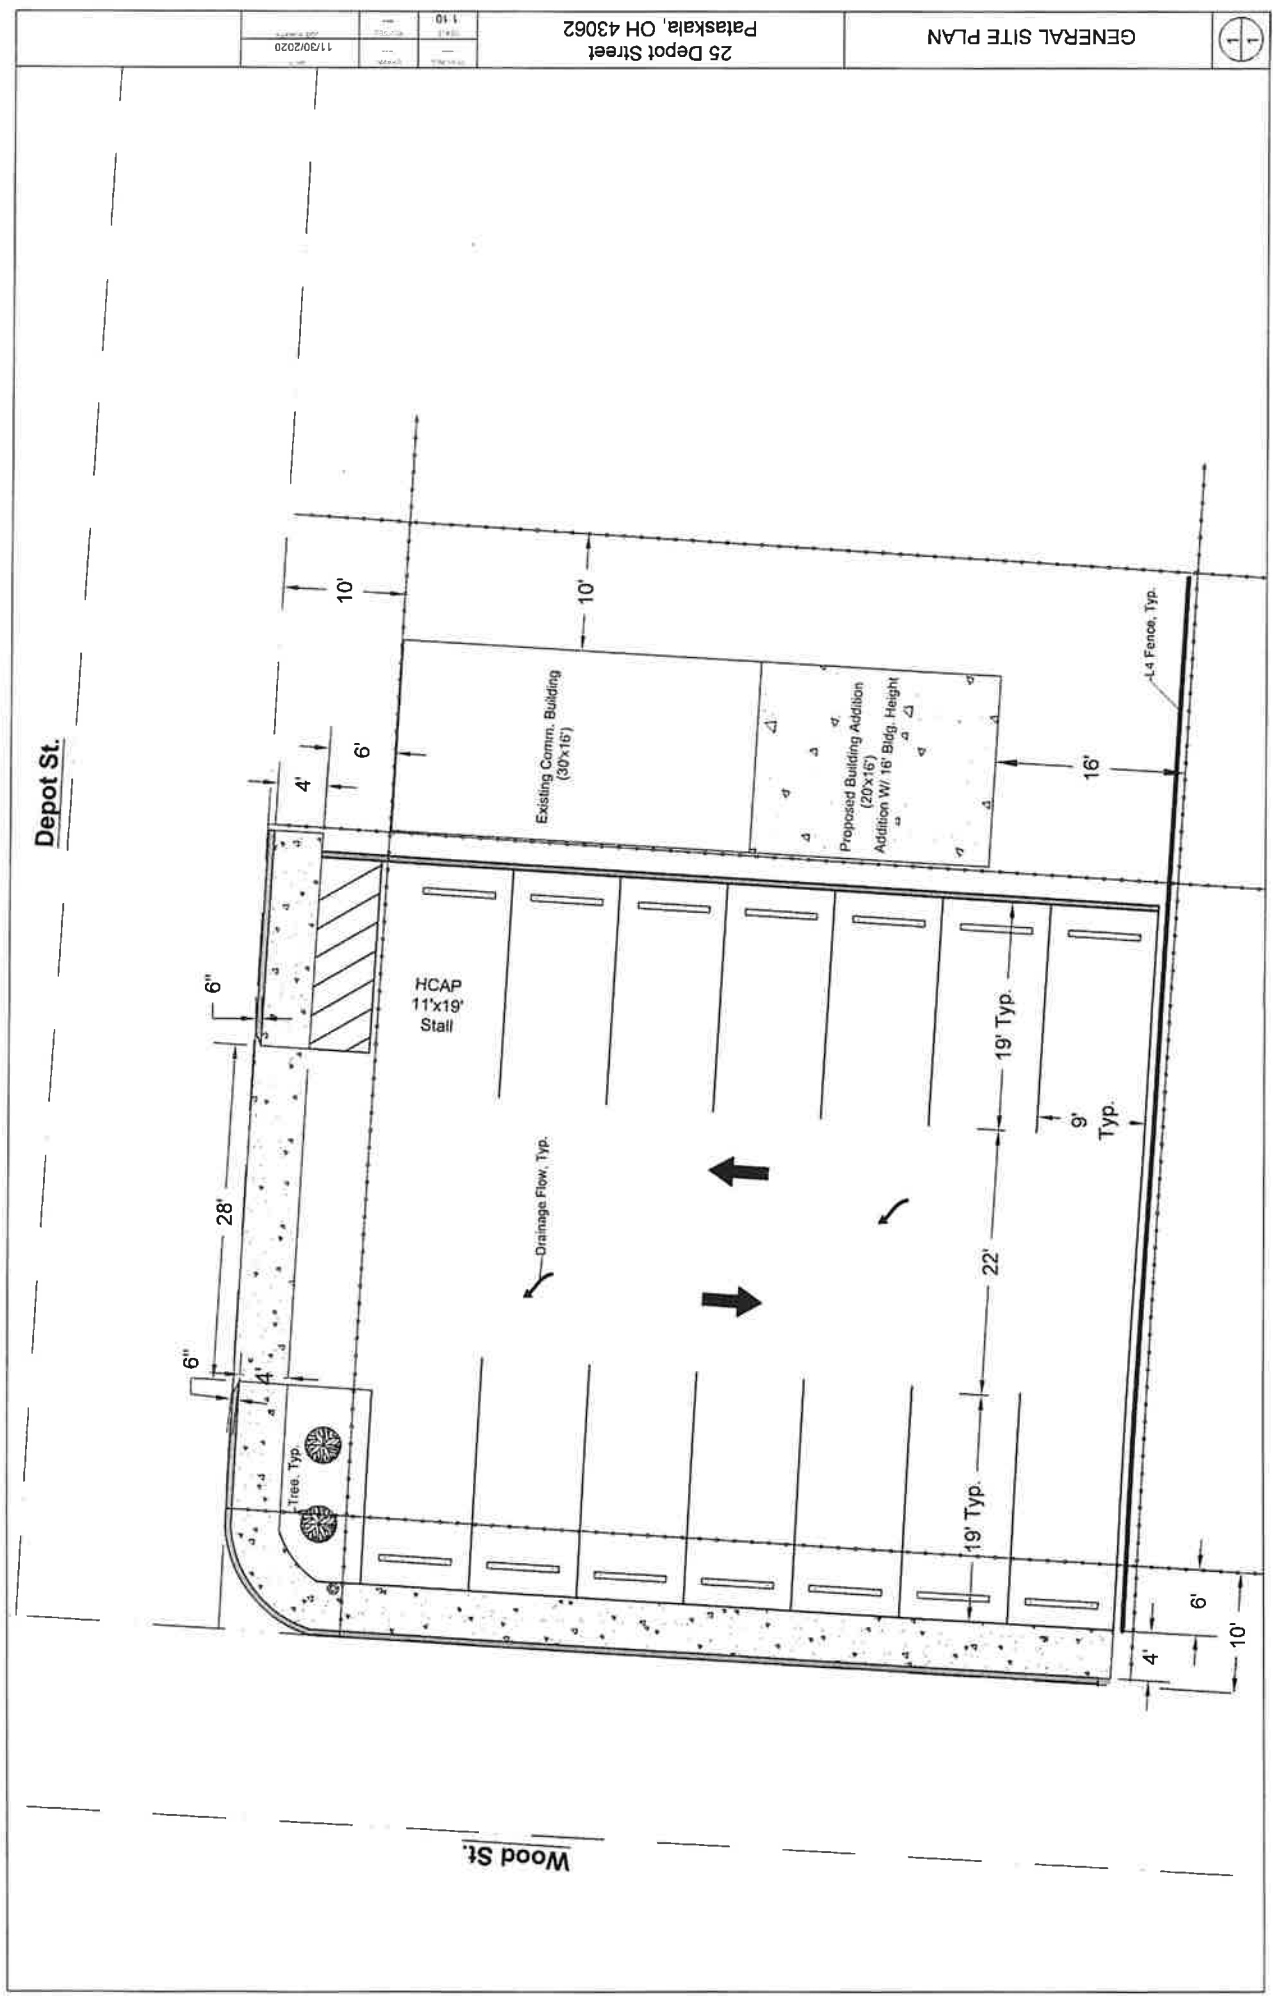 GENERAL SITE PLAN
25 Depot Street
Pataskala, OH 43062
11/30/2020
SCALE
1:10
1
1
Depot St.
10'
10'
4'
6'
Existing Comm. Building
(30'x16')
Proposed Building Addition
(20'x16')
Addition W/ 16' Bldg. Height
16'
L4 Fence, Typ.
6"
HCAP
11'x19'
Stall
19' Typ.
9'
Typ.
28'
Drainage Flow, Typ.
22'
6"
4'
Tree, Typ.
19' Typ.
6'
4'
10'
Wood St.